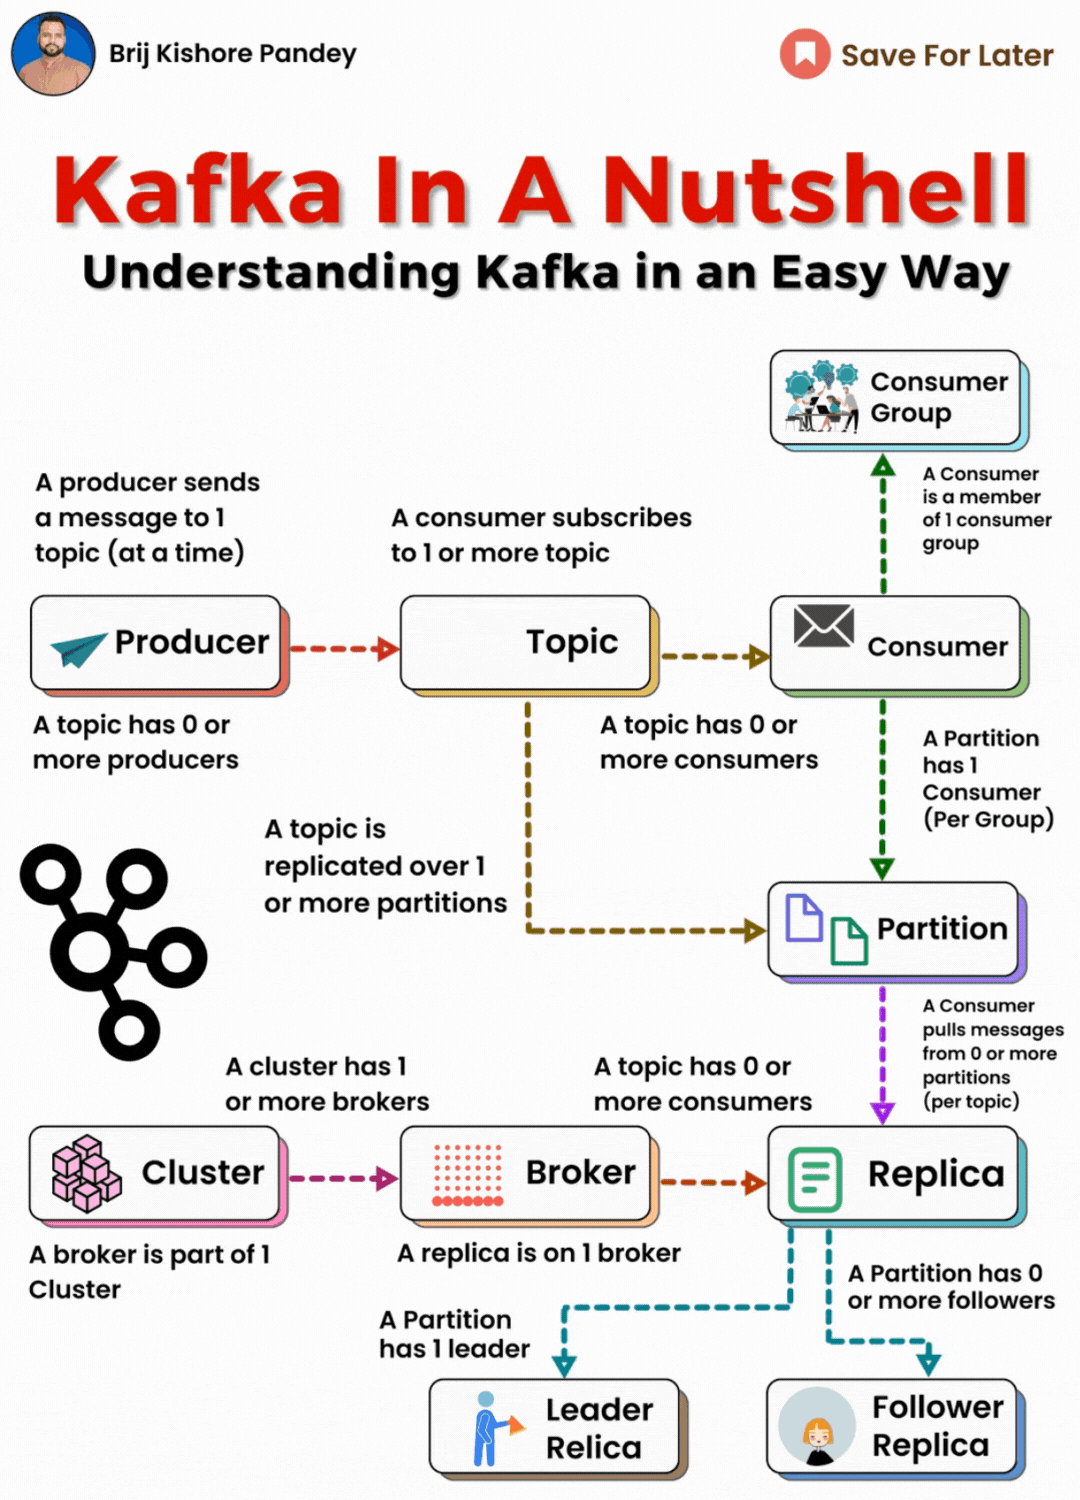 Brij Kishore Pandey
Save For Later
Kafka In A Nutshell
Understanding Kafka in an Easy Way
Consumer
Group
A producer sends
a message to 1
topic (at a time)
A consumer subscribes
to 1 or more topic
A Consumer
is a member
of 1 consumer
group
Producer
Topic
Consumer
A topic has 0 or
more producers
A topic has 0 or
more consumers
A Partition
has 1
Consumer
(Per Group)
A topic is
replicated over 1
or more partitions
Partition
A Consumer
pulls messages
from 0 or more
partitions
(per topic)
A cluster has 1
or more brokers
A topic has 0 or
more consumers
Cluster
Broker
Replica
A broker is part of 1
Cluster
A replica is on 1 broker
A Partition has 0
or more followers
A Partition
has 1 leader
Leader
Relica
Follower
Replica